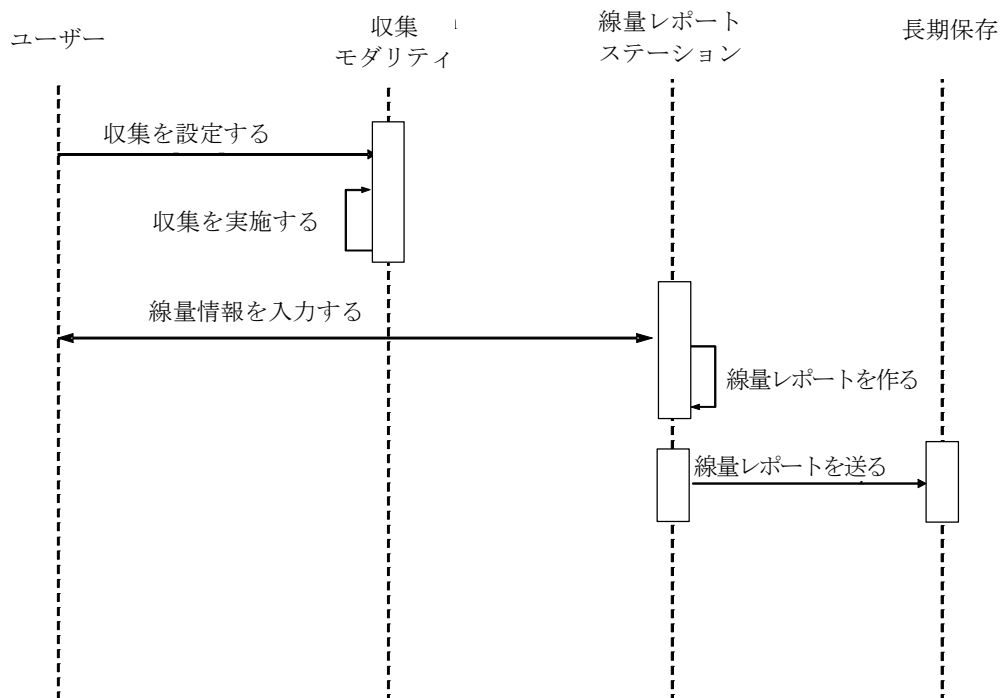 ユーザー
収集
モダリティ
線量レポート
ステーション
長期保存
収集を設定する
収集を実施する
線量情報を入力する
線量レポートを作る
線量レポートを送る